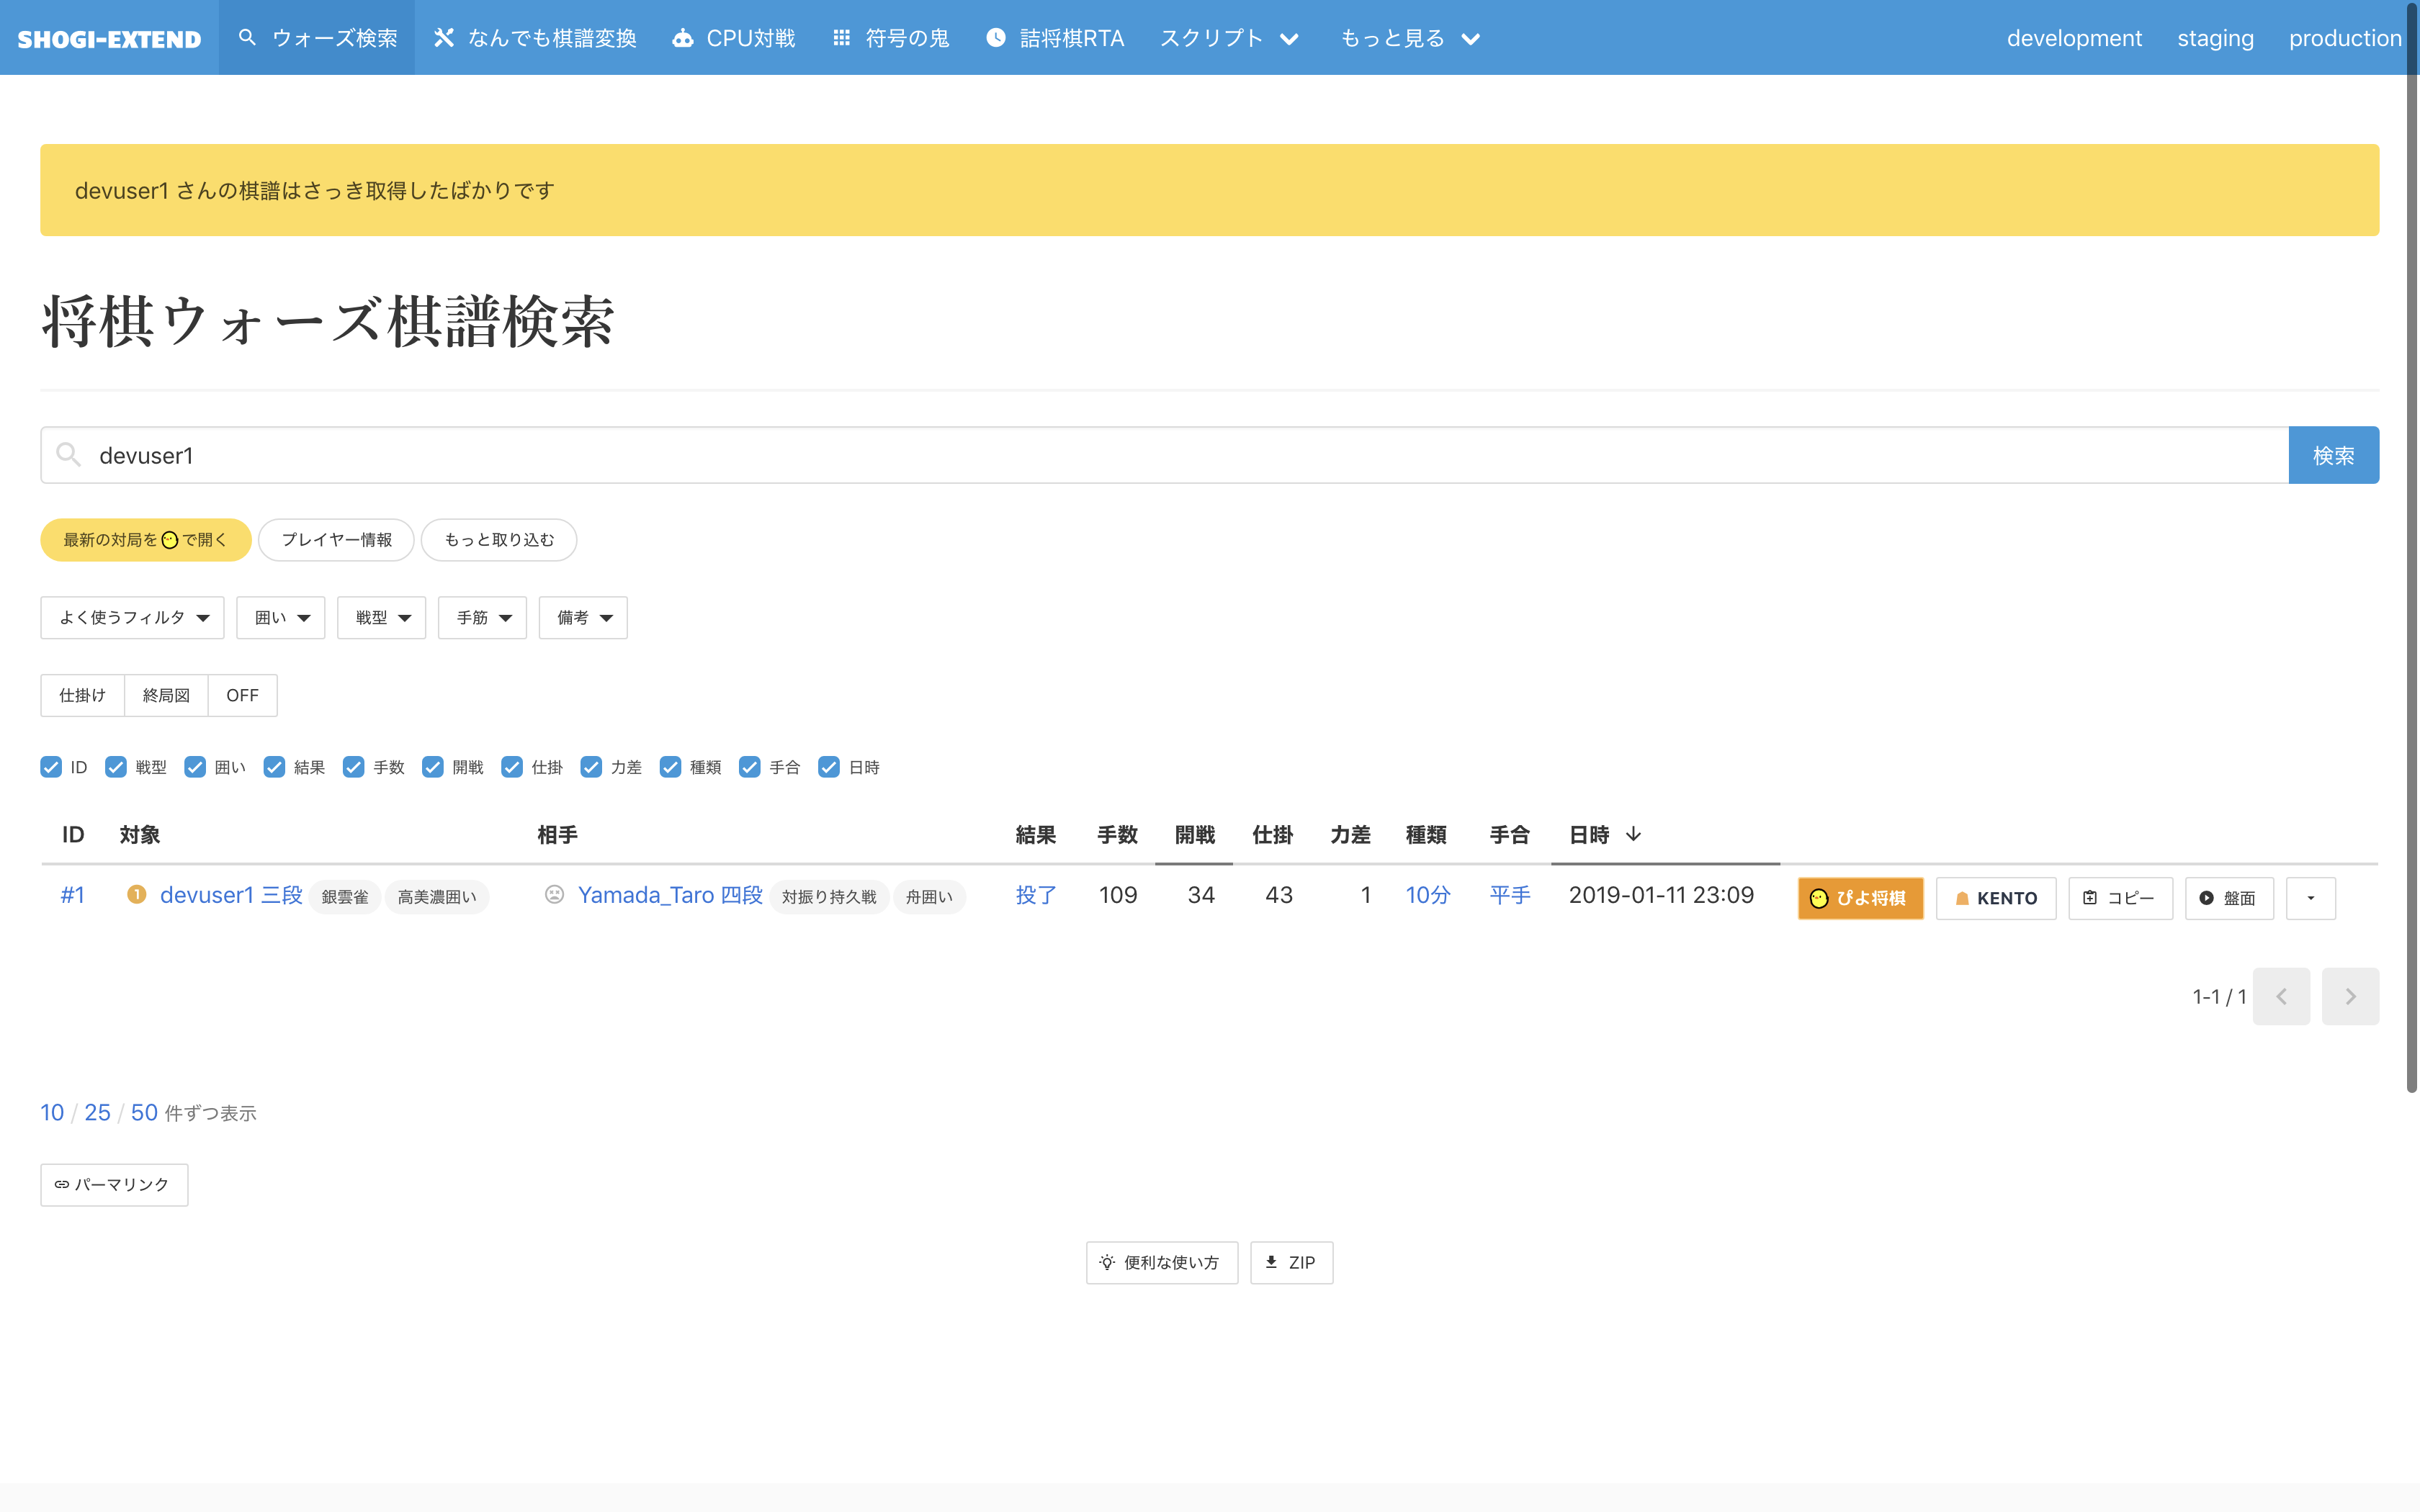 SHOGI-EXTEND ウォーズ検索 なんでも棋譜変換 CPU対戦 符号の鬼 詰将棋RTA スクリプト もっと見る development staging production
devuser1 さんの棋譜はさっき取得したばかりです
将棋ウォーズ棋譜検索
devuser1 検索
最新の対局を で開く プレイヤー情報 もっと取り込む
よく使うフィルタ 囲い 戦型 手筋 備考
仕掛け 終局図 OFF
ID 戦型 囲い 結果 手数 開戦 仕掛 力差 種類 手合 日時
ID 対象 相手 結果 手数 開戦 仕掛 力差 種類 手合 日時
#1 1 devuser1 三段 銀雲雀 高美濃囲い Yamada_Taro 四段 対振り持久戦 舟囲い 投了 109 34 43 1 10分 平手 2019-01-11 23:09 ぴよ将棋 KENTO コピー 盤面
1-1 / 1
10 / 25 / 50 件ずつ表示
パーマリンク
便利な使い方 ZIP